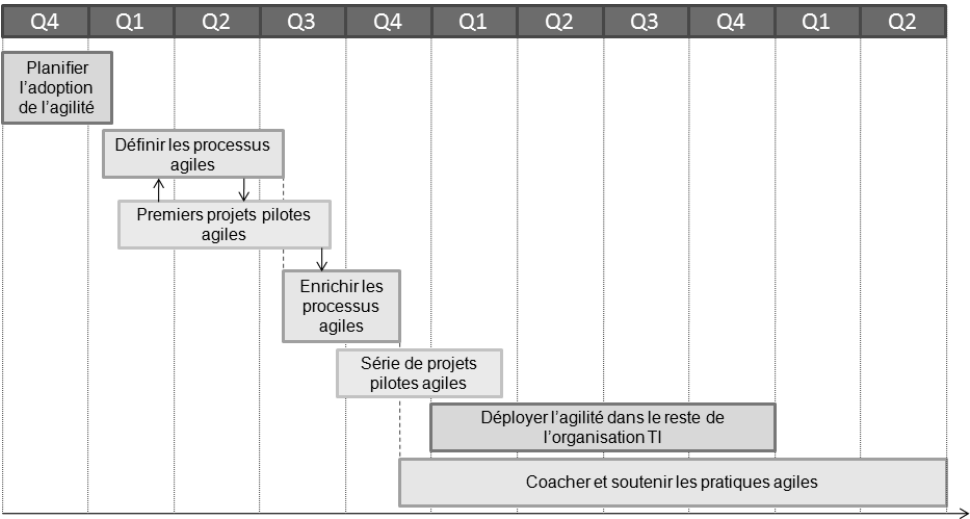 Q4 Q1 Q2 Q3 Q4 Q1 Q2 Q3 Q4 Q1 Q2
Planifier
l'adoption
de l'agilité
Définir les processus
agiles
Premiers projets pilotes
agiles
Enrichir les
processus
agiles
Série de projets
pilotes agiles
Déployer l'agilité dans le reste de
l'organisation TI
Coacher et soutenir les pratiques agiles